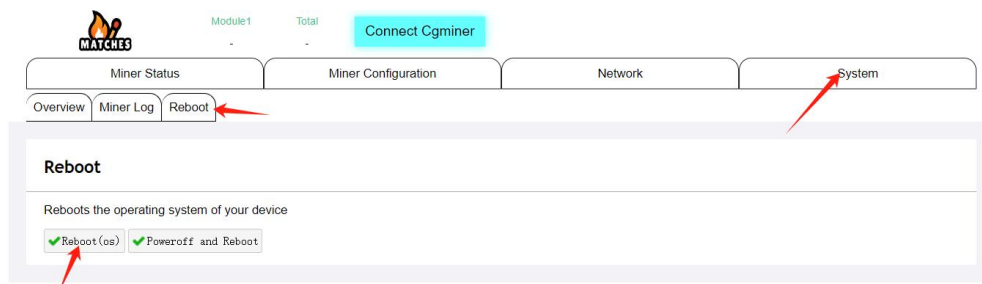 MATCHES
Module1 Total
- -
Connect Cgminer
Miner Status Miner Configuration Network System
Overview Miner Log Reboot
Reboot
Reboots the operating system of your device
Reboot(os) Poweroff and Reboot